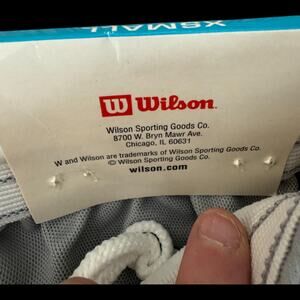 XSMALL
W Wilson.
Wilson Sporting Goods Co.
8700 W. Bryn Mawr Ave.
Chicago, IL 60631
W and Wilson are trademarks of Wilson Sporting Goods Co.
© Wilson Sporting Goods Co.
wilson.com